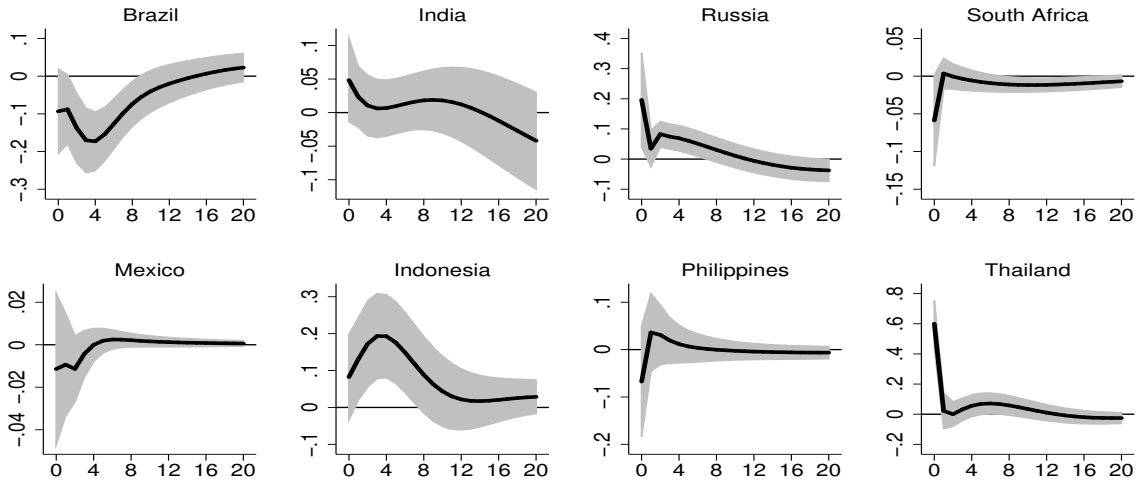 Brazil India Russia South Africa
.1 0 -.1 -.2 -.3
0 4 8 12 16 20
.1 .05 0 -.05 -.1
0 4 8 12 16 20
.4 .3 .2 .1 0 -.1
0 4 8 12 16 20
.05 0 -.05 -.1 -.15
0 4 8 12 16 20
Mexico Indonesia Philippines Thailand
.02 0 -.02 -.04
0 4 8 12 16 20
.3 .2 .1 0 -.1
0 4 8 12 16 20
.1 0 -.1 -.2
0 4 8 12 16 20
.8 .6 .4 .2 0 -.2
0 4 8 12 16 20